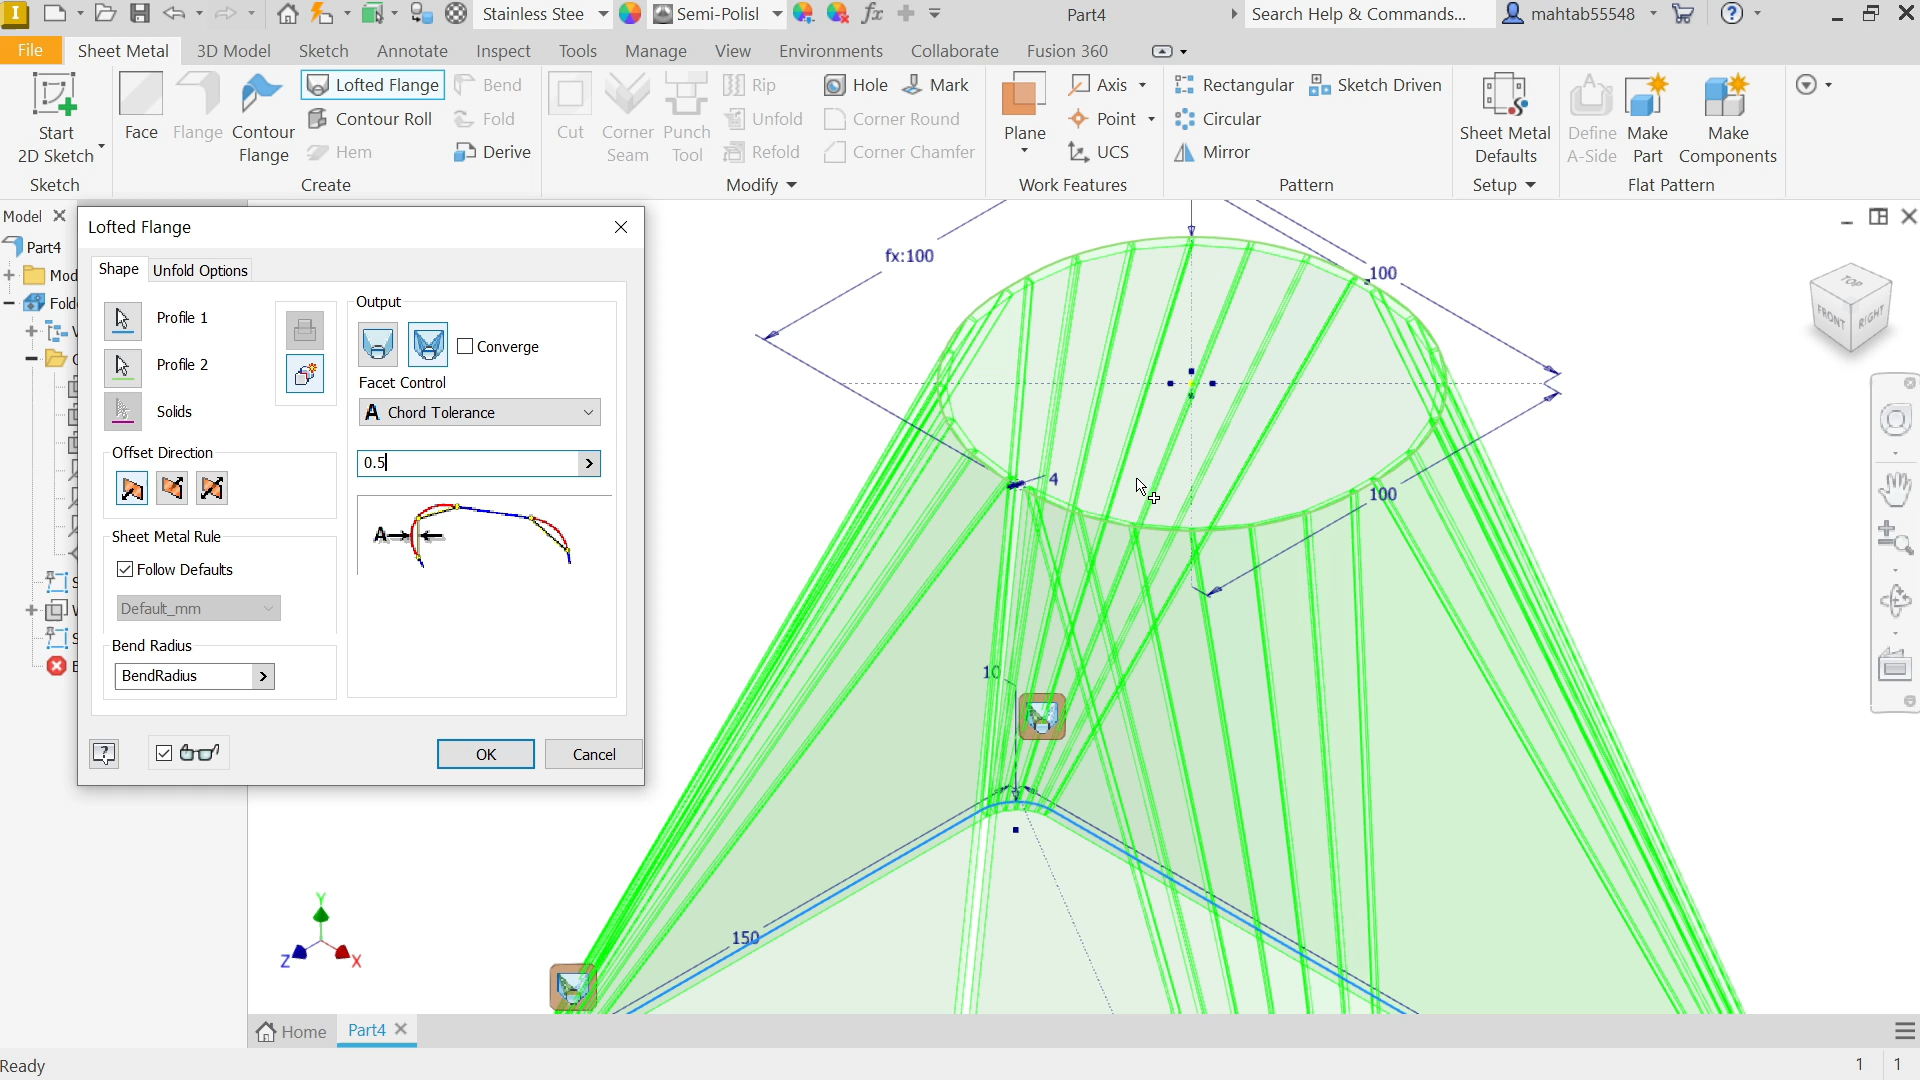 Stainless Stee Semi-Polisl fx Part4 Search Help & Commands... mahtab55548
File Sheet Metal 3D Model Sketch Annotate Inspect Tools Manage View Environments Collaborate Fusion 360
Start
2D Sketch
Face
Flange
Contour
Flange
Lofted Flange
Contour Roll
Hem
Bend
Fold
Derive
Cut
Corner
Seam
Punch
Tool
Rip
Unfold
Refold
Hole
Mark
Corner Round
Corner Chamfer
Plane
Axis
Point
UCS
Rectangular
Sketch Driven
Circular
Mirror
Sheet Metal
Defaults
Define
A-Side
Make
Part
Make
Components
Sketch Create Modify Work Features Pattern Setup Flat Pattern
Model
Part4
Mod
Fold
Lofted Flange
Shape Unfold Options
Profile 1
Profile 2
Solids
Offset Direction
Sheet Metal Rule
Follow Defaults
Default_mm
Bend Radius
BendRadius
Output
Converge
Facet Control
A Chord Tolerance
0.5
A
OK Cancel
fx:100
100
4
100
10
150
TOP
FRONT RIGHT
Y
Z X
Home Part4
Ready 1 1